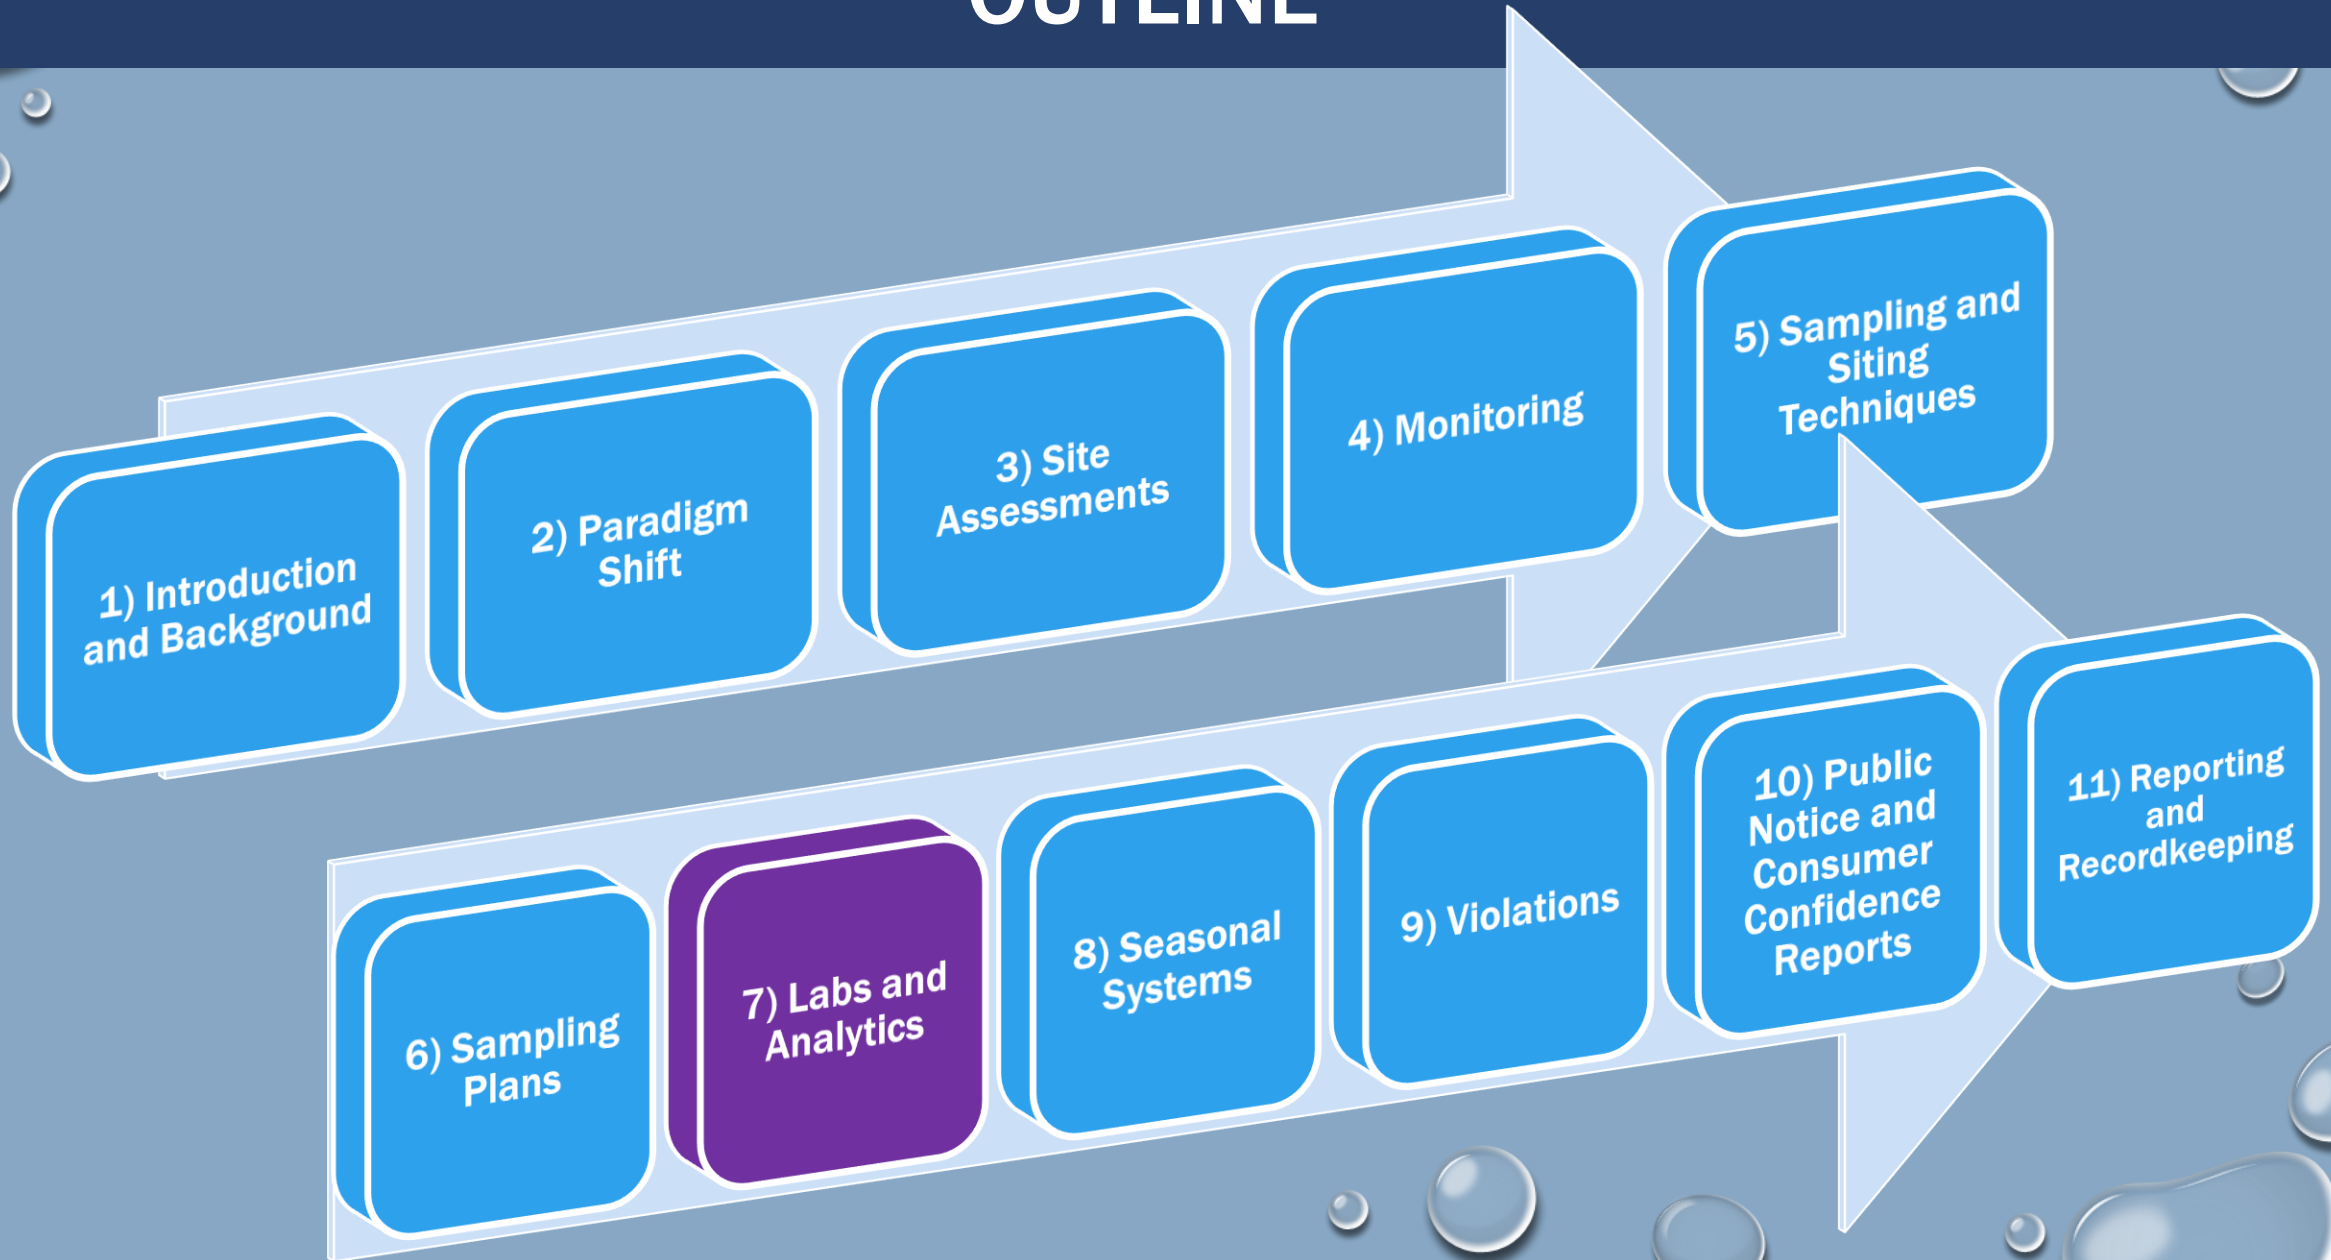 OUTLINE
1) Introduction
and Background
2) Paradigm
Shift
3) Site
Assessments
4) Monitoring
5) Sampling and
Siting
Techniques
6) Sampling
Plans
7) Labs and
Analytics
8) Seasonal
Systems
9) Violations
10) Public
Notice and
Consumer
Confidence
Reports
11) Reporting
and
Recordkeeping